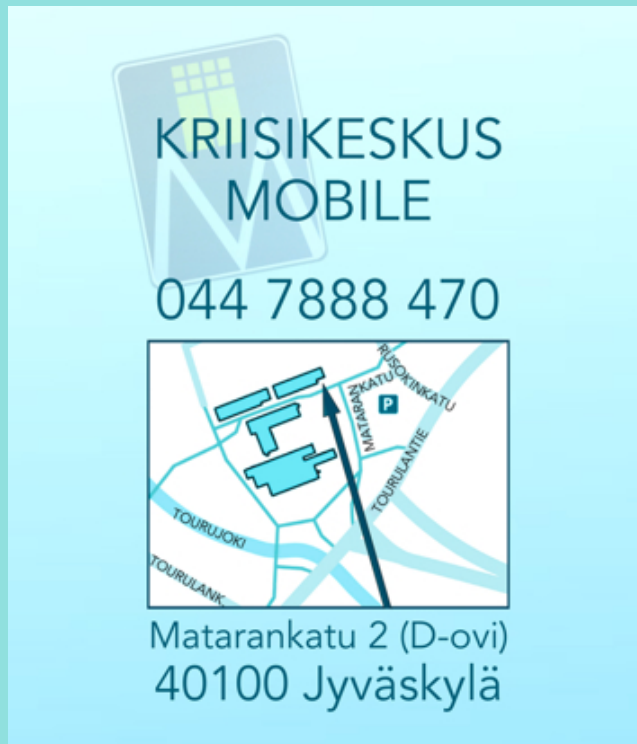 KRIISIKESKUS
MOBILE
044 7888 470
RUSOKINKATU
MATARANKATU
P
TOURULANTIE
TOURUJOKI
TOURULANK.
Matarankatu 2 (D-ovi)
40100 Jyväskylä